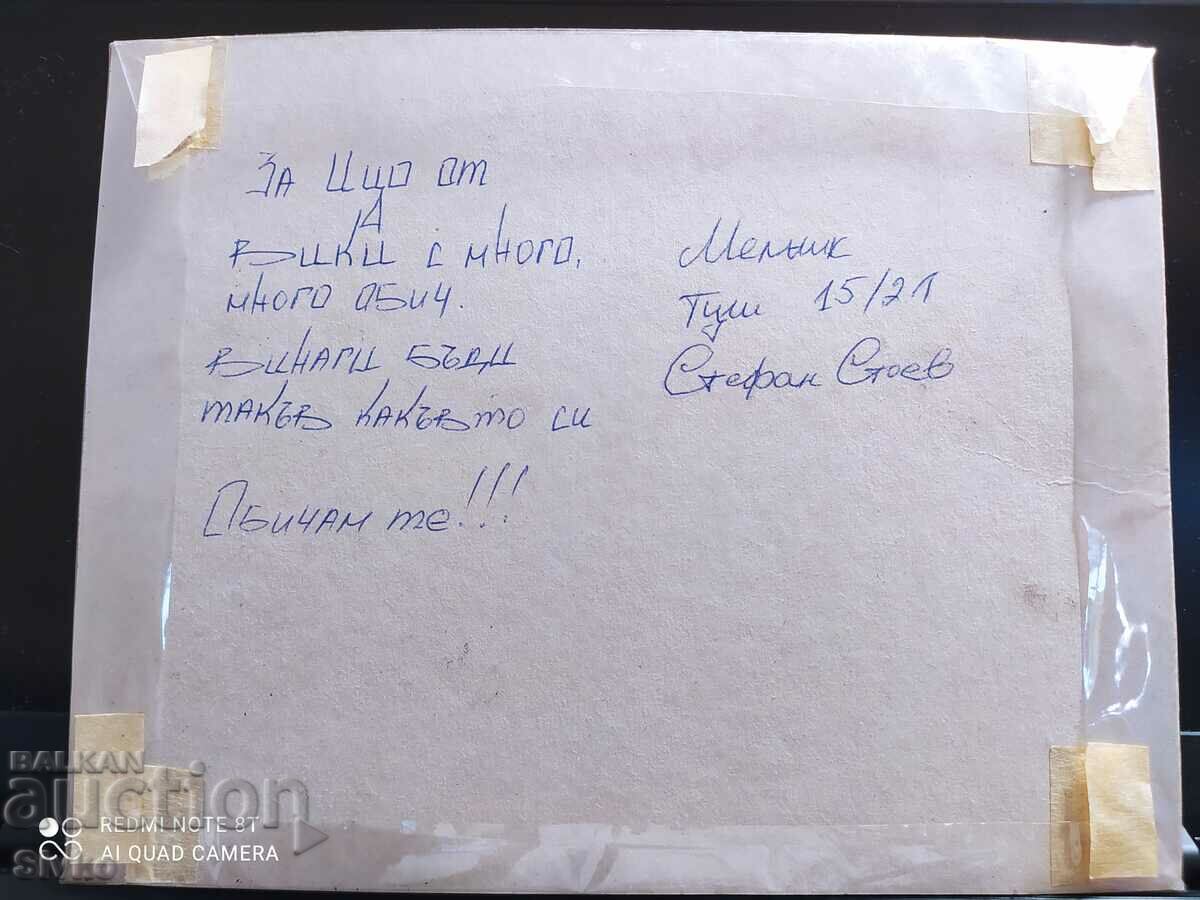 За Ицо от
Вики с много,
много обич.
Винаги бъди
такъв какъвто си
Обичам те!!!
Мелник
Туш 15/21
Стефан Стоев
BALKAN
auction
REDMI NOTE 8T
AI QUAD CAMERA